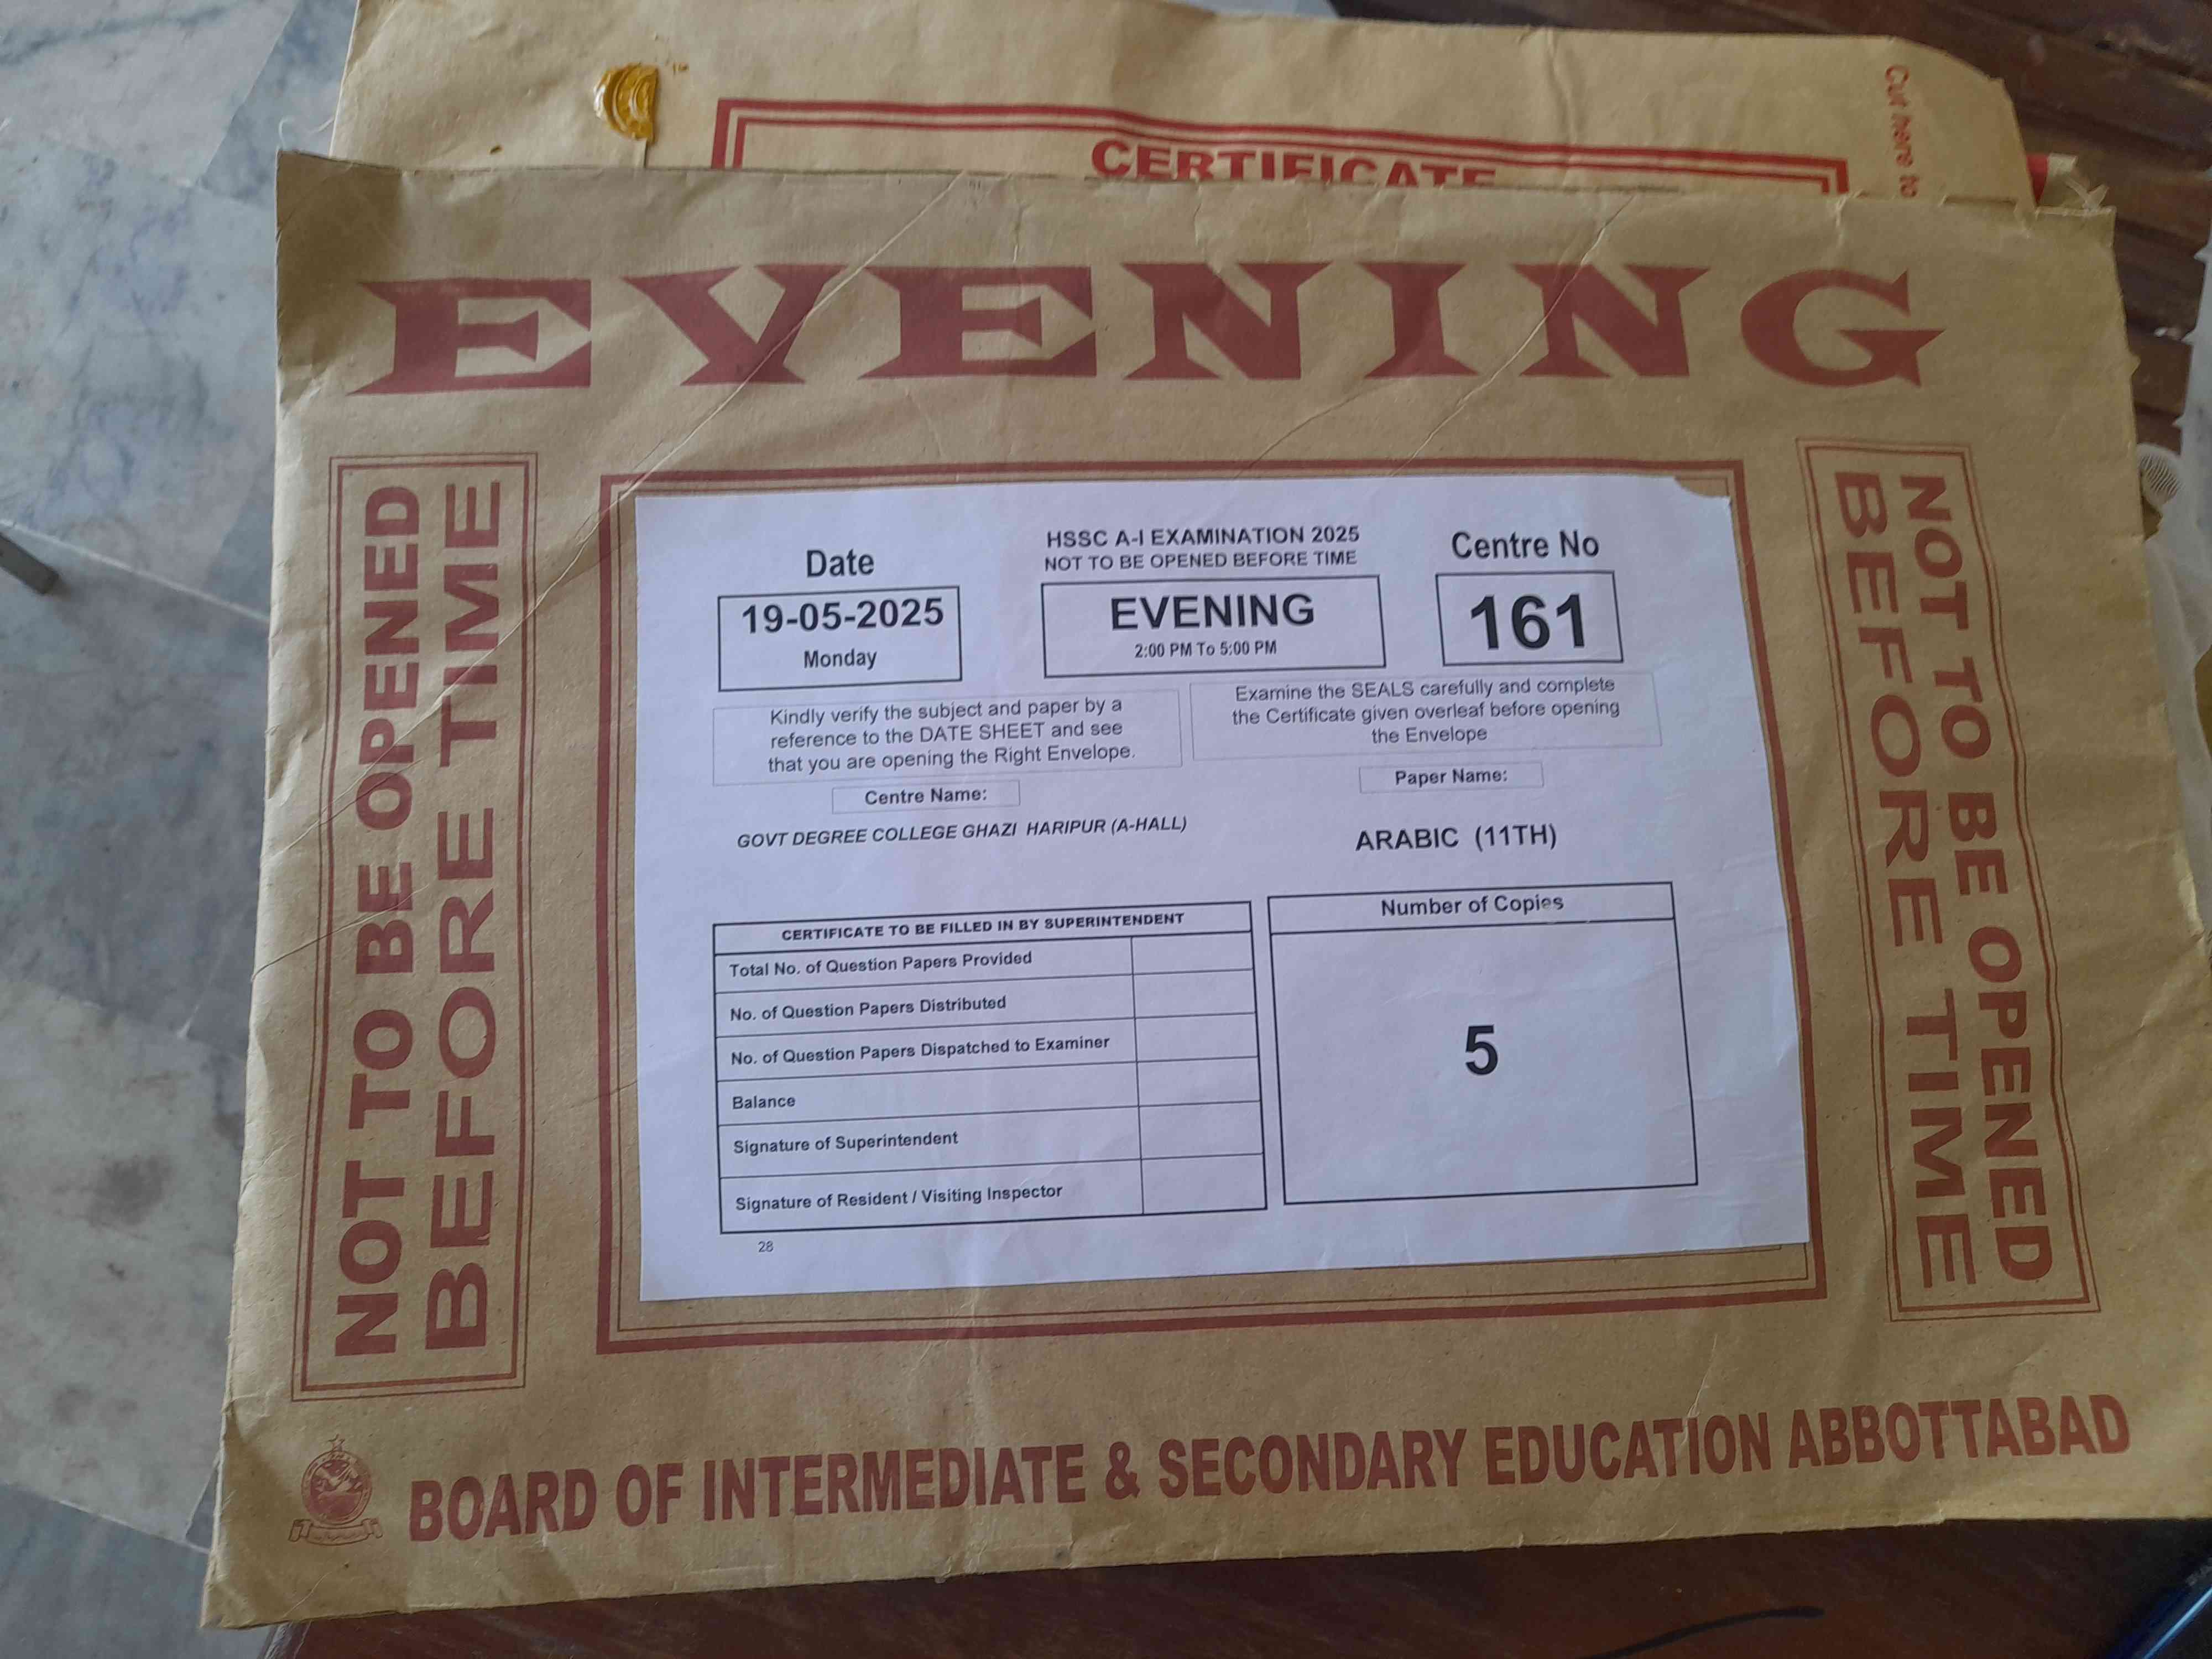 CERTIFICATE
Cut here to
EVENING
NOT TO BE OPENED
BEFORE TIME
Date
19-05-2025
Monday
HSSC A-I EXAMINATION 2025
NOT TO BE OPENED BEFORE TIME
EVENING
2:00 PM To 5:00 PM
Centre No
161
Kindly verify the subject and paper by a
reference to the DATE SHEET and see
that you are opening the Right Envelope.
Examine the SEALS carefully and complete
the Certificate given overleaf before opening
the Envelope
Centre Name:
GOVT DEGREE COLLEGE GHAZI HARIPUR (A-HALL)
Paper Name:
ARABIC (11TH)
CERTIFICATE TO BE FILLED IN BY SUPERINTENDENT
Total No. of Question Papers Provided
No. of Question Papers Distributed
No. of Question Papers Dispatched to Examiner
Balance
Signature of Superintendent
Signature of Resident / Visiting Inspector
Number of Copies
5
28
NOT TO BE OPENED
BEFORE TIME
BOARD OF INTERMEDIATE & SECONDARY EDUCATION ABBOTTABAD